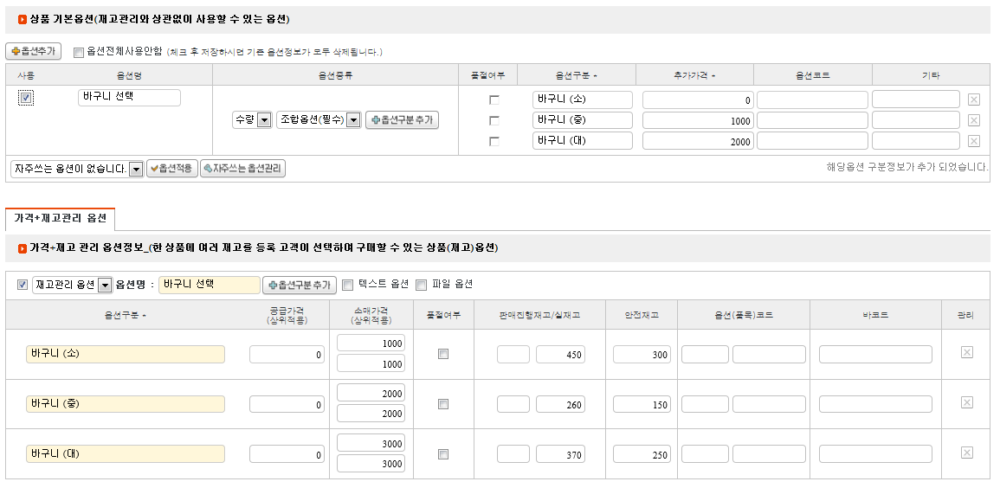 상품 기본옵션(재고관리와 상관없이 사용할 수 있는 옵션)
옵션추가 옵션전체사용안함 (체크 후 저장하시면 기존 옵션정보가 모두 삭제됩니다.)
사용 옵션명 옵션종류 품절여부 옵션구분 추가가격 옵션코드 기타
바구니 선택 바구니 (소) 0
수량 조합옵션(필수) 옵션구분 추가 바구니 (중) 1000
바구니 (대) 2000
자주쓰는 옵션이 없습니다. 옵션적용 자주쓰는 옵션관리 해당옵션 구분정보가 추가 되었습니다.
가격+재고관리 옵션
가격+재고 관리 옵션정보_(한 상품에 여러 재고를 등록 고객이 선택하여 구매할 수 있는 상품(재고)옵션)
재고관리 옵션 옵션명 : 바구니 선택 옵션구분 추가 텍스트 옵션 파일 옵션
옵션구분 공급가격 (상위적용) 소매가격 (상위적용) 품절여부 판매진행재고/실재고 안전재고 옵션(품목)코드 바코드 관리
바구니 (소) 0 1000 450 300
1000
바구니 (중) 0 2000 260 150
2000
바구니 (대) 0 3000 370 250
3000